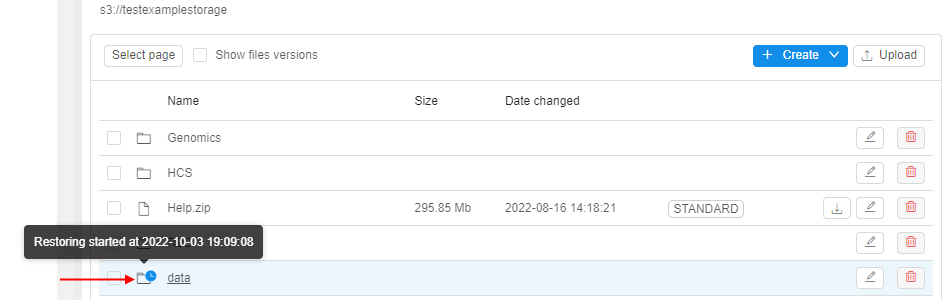 s3://testexamplestorage
Select page Show files versions + Create Upload
Name Size Date changed
Genomics
HCS
Help.zip 295.85 Mb 2022-08-16 14:18:21 STANDARD
Restoring started at 2022-10-03 19:09:08
data